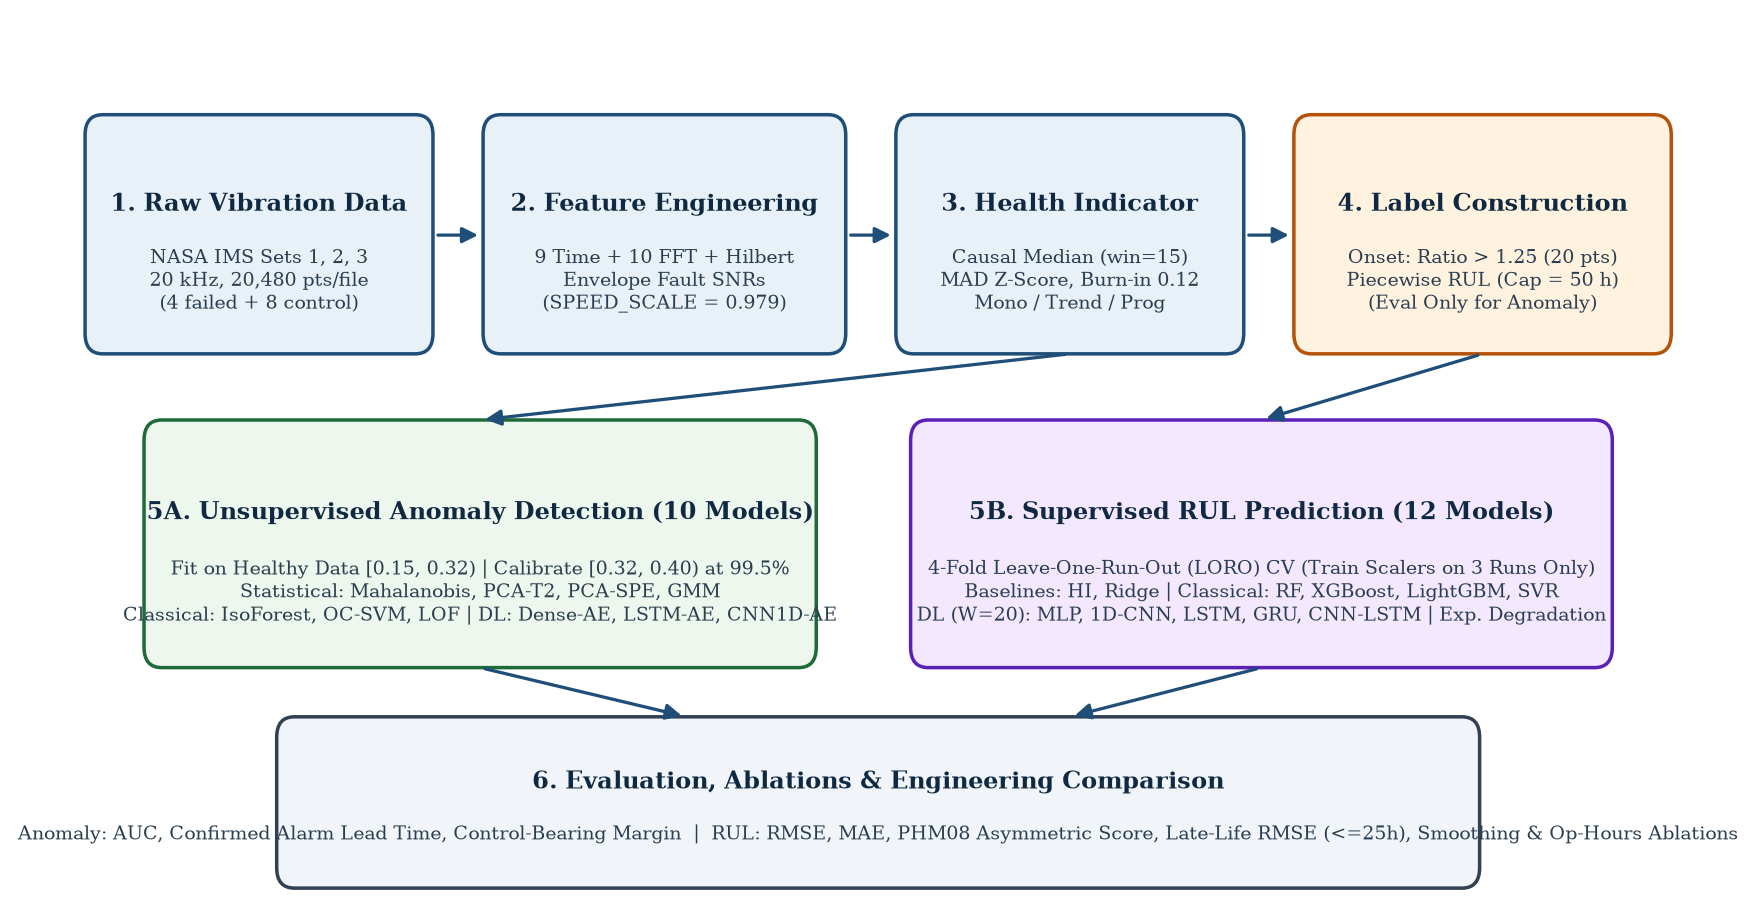 1. Raw Vibration Data
NASA IMS Sets 1, 2, 3
20 kHz, 20,480 pts/file
(4 failed + 8 control)
2. Feature Engineering
9 Time + 10 FFT + Hilbert
Envelope Fault SNRs
(SPEED_SCALE = 0.979)
3. Health Indicator
Causal Median (win=15)
MAD Z-Score, Burn-in 0.12
Mono / Trend / Prog
4. Label Construction
Onset: Ratio > 1.25 (20 pts)
Piecewise RUL (Cap = 50 h)
(Eval Only for Anomaly)
5A. Unsupervised Anomaly Detection (10 Models)
Fit on Healthy Data [0.15, 0.32) | Calibrate [0.32, 0.40) at 99.5%
Statistical: Mahalanobis, PCA-T2, PCA-SPE, GMM
Classical: IsoForest, OC-SVM, LOF | DL: Dense-AE, LSTM-AE, CNN1D-AE
5B. Supervised RUL Prediction (12 Models)
4-Fold Leave-One-Run-Out (LORO) CV (Train Scalers on 3 Runs Only)
Baselines: HI, Ridge | Classical: RF, XGBoost, LightGBM, SVR
DL (W=20): MLP, 1D-CNN, LSTM, GRU, CNN-LSTM | Exp. Degradation
6. Evaluation, Ablations & Engineering Comparison
Anomaly: AUC, Confirmed Alarm Lead Time, Control-Bearing Margin | RUL: RMSE, MAE, PHM08 Asymmetric Score, Late-Life RMSE (<=25h), Smoothing & Op-Hours Ablations